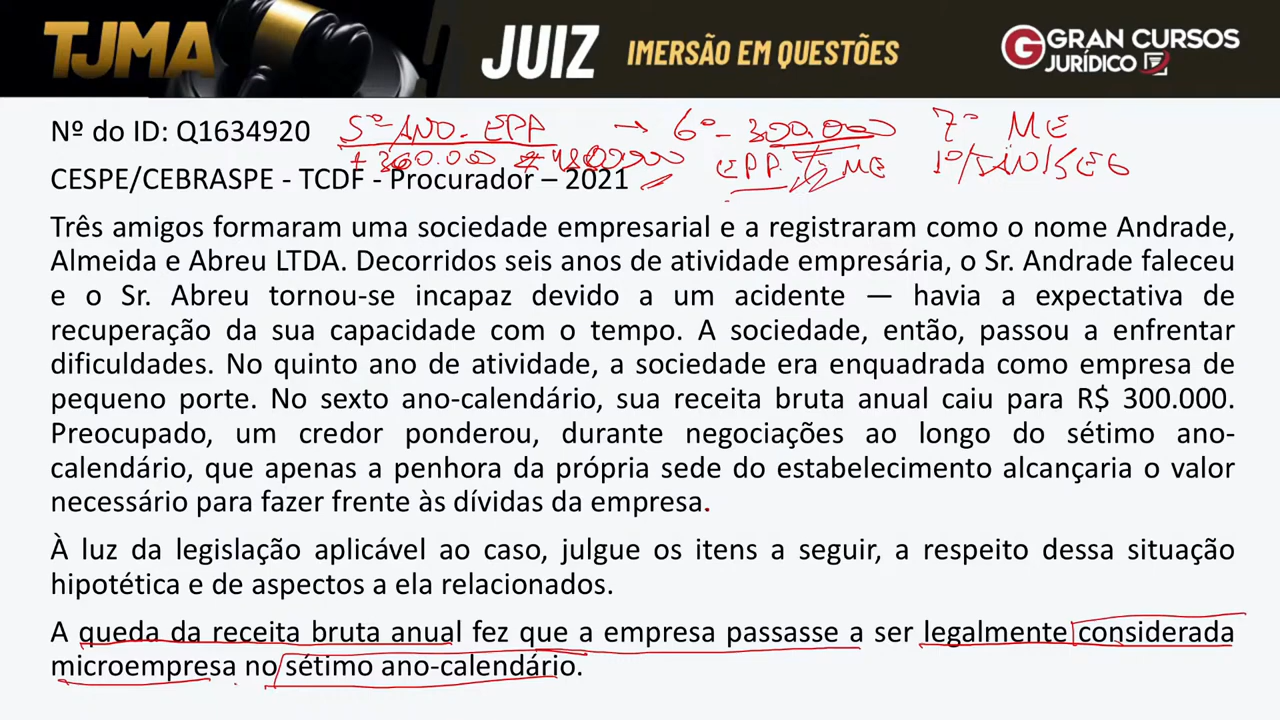 TJMA
JUIZ
IMERSÃO EM QUESTÕES
GRAN CURSOS
JURÍDICO
Nº do ID: Q1634920
5º ANO. EPP → 6º - 300.000 7º ME
EPP. ME
CESPE/CEBRASPE - TCDF - Procurador – 2021
Três amigos formaram uma sociedade empresarial e a registraram como o nome Andrade,
Almeida e Abreu LTDA. Decorridos seis anos de atividade empresária, o Sr. Andrade faleceu
e o Sr. Abreu tornou-se incapaz devido a um acidente — havia a expectativa de
recuperação da sua capacidade com o tempo. A sociedade, então, passou a enfrentar
dificuldades. No quinto ano de atividade, a sociedade era enquadrada como empresa de
pequeno porte. No sexto ano-calendário, sua receita bruta anual caiu para R$ 300.000.
Preocupado, um credor ponderou, durante negociações ao longo do sétimo ano-
calendário, que apenas a penhora da própria sede do estabelecimento alcançaria o valor
necessário para fazer frente às dívidas da empresa.
À luz da legislação aplicável ao caso, julgue os itens a seguir, a respeito dessa situação
hipotética e de aspectos a ela relacionados.
A queda da receita bruta anual fez que a empresa passasse a ser legalmente considerada
microempresa no sétimo ano-calendário.